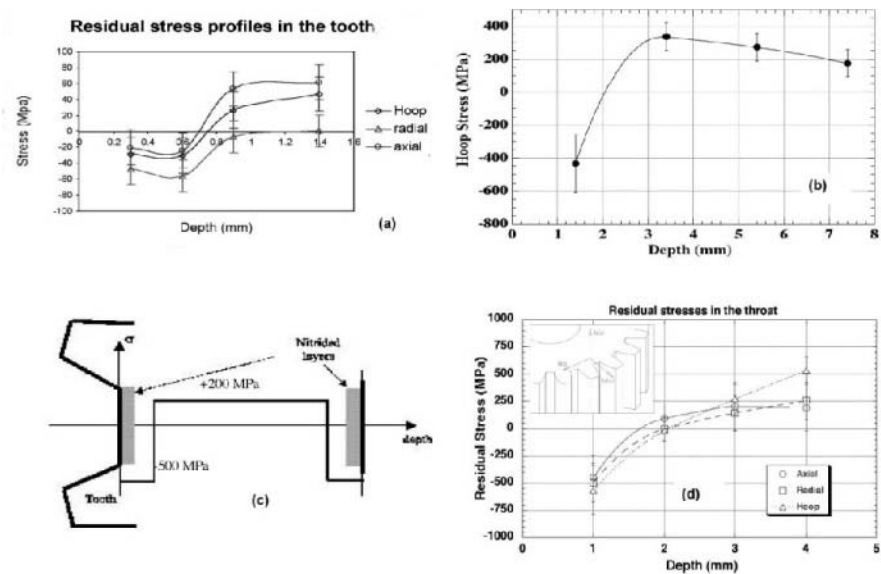 Residual stress profiles in the tooth
100
80
60
40
20
0
-20
-40
-60
-80
-100
0 0.2 0.4 0.6 0.8 1 1.2 1.4 1.6
Stress (Mpa)
Hoop
radial
axial
Depth (mm)
(a)
400
200
0
-200
-400
-600
-800
Hoop Stress (MPa)
(b)
0 1 2 3 4 5 6 7 8
Depth (mm)
σ
Nitrided
layers
+200 MPa
depth
-500 MPa
Tooth
(c)
Residual stresses in the throat
1000
750
500
250
0
-250
-500
-750
-1000
Residual Stress (MPa)
(d)
Axial
Radial
Hoop
0 1 2 3 4 5
Depth (mm)